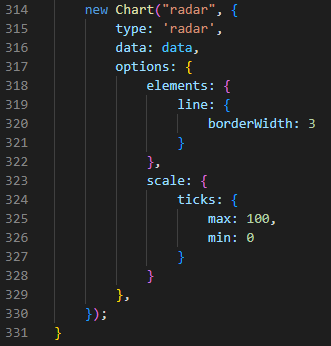 314 new Chart("radar", {
315 type: 'radar',
316 data: data,
317 options: {
318 elements: {
319 line: {
320 borderWidth: 3
321 }
322 },
323 scale: {
324 ticks: {
325 max: 100,
326 min: 0
327 }
328 }
329 },
330 });
331 }